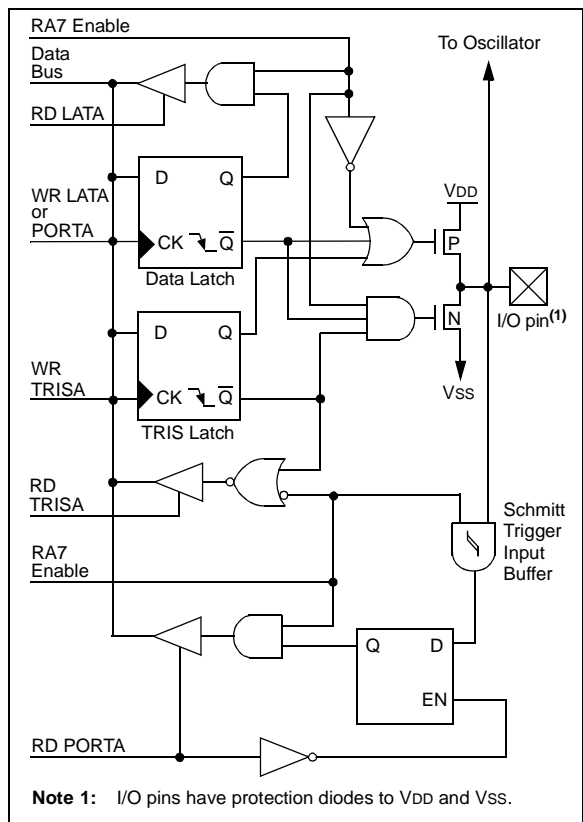 RA7 Enable
Data
Bus
To Oscillator
RD LATA
D Q
VDD
WR LATA
or
PORTA
CK Q̅
P
Data Latch
D Q
N
I/O pin(1)
WR
TRISA
CK Q̅
VSS
TRIS Latch
RD
TRISA
Schmitt
Trigger
Input
Buffer
RA7
Enable
Q D
EN
RD PORTA
Note 1: I/O pins have protection diodes to VDD and VSS.